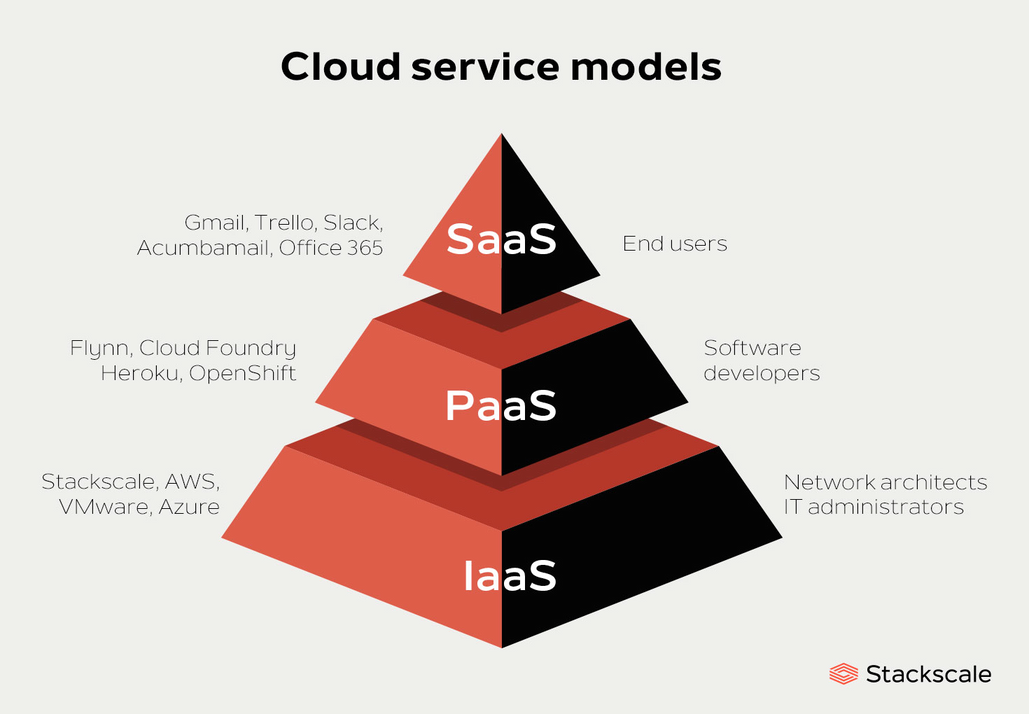 Cloud service models
Gmail, Trello, Slack,
Acumbamail, Office 365
SaaS
End users
Flynn, Cloud Foundry
Heroku, OpenShift
PaaS
Software
developers
Stackscale, AWS,
VMware, Azure
IaaS
Network architects
IT administrators
Stackscale